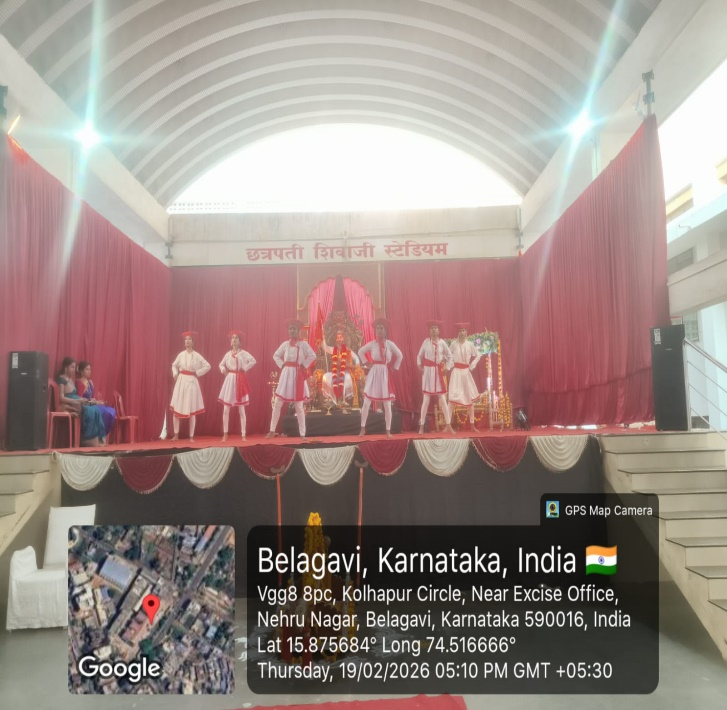 छत्रपती शिवाजी स्टेडियम
GPS Map Camera
Belagavi, Karnataka, India 🇮🇳
Vgg8 8pc, Kolhapur Circle, Near Excise Office,
Nehru Nagar, Belagavi, Karnataka 590016, India
Lat 15.875684° Long 74.516666°
Thursday, 19/02/2026 05:10 PM GMT +05:30
Google